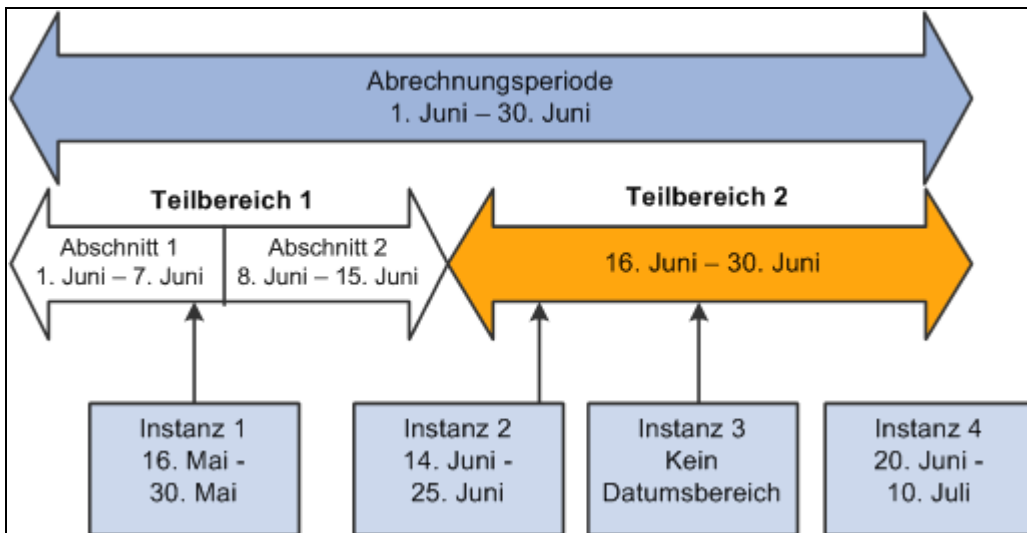 Abrechnungsperiode
1. Juni – 30. Juni
Teilbereich 1
Teilbereich 2
Abschnitt 1
1. Juni – 7. Juni
Abschnitt 2
8. Juni – 15. Juni
16. Juni – 30. Juni
Instanz 1
16. Mai -
30. Mai
Instanz 2
14. Juni -
25. Juni
Instanz 3
Kein
Datumsbereich
Instanz 4
20. Juni -
10. Juli